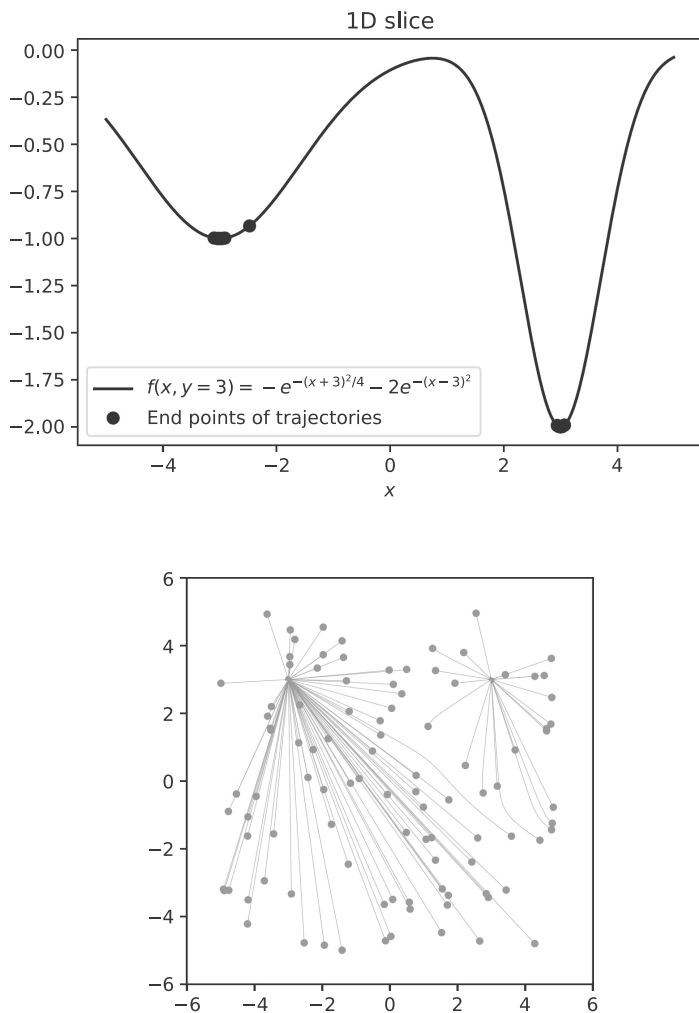 1D slice
0.00
−0.25
−0.50
−0.75
−1.00
−1.25
−1.50
−1.75
−2.00
f(x, y = 3) = −e^{−(x+3)²/4} − 2e^{−(x−3)²}
End points of trajectories
−4 −2 0 2 4
x
6
4
2
0
−2
−4
−6
−6 −4 −2 0 2 4 6